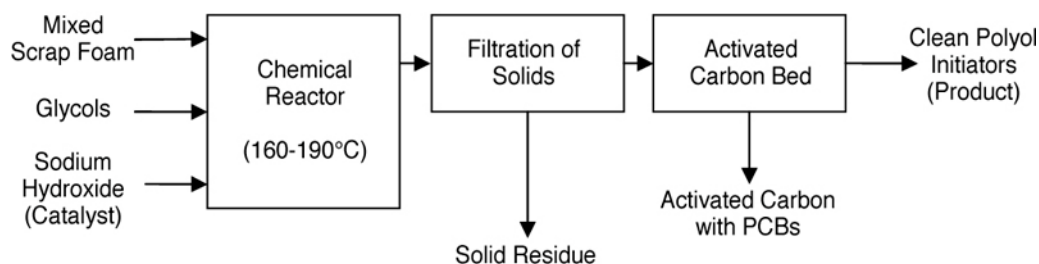 Mixed
Scrap Foam
Glycols
Sodium
Hydroxide
(Catalyst)
Chemical
Reactor
(160-190°C)
Filtration of
Solids
Solid Residue
Activated
Carbon Bed
Activated Carbon
with PCBs
Clean Polyol
Initiators
(Product)